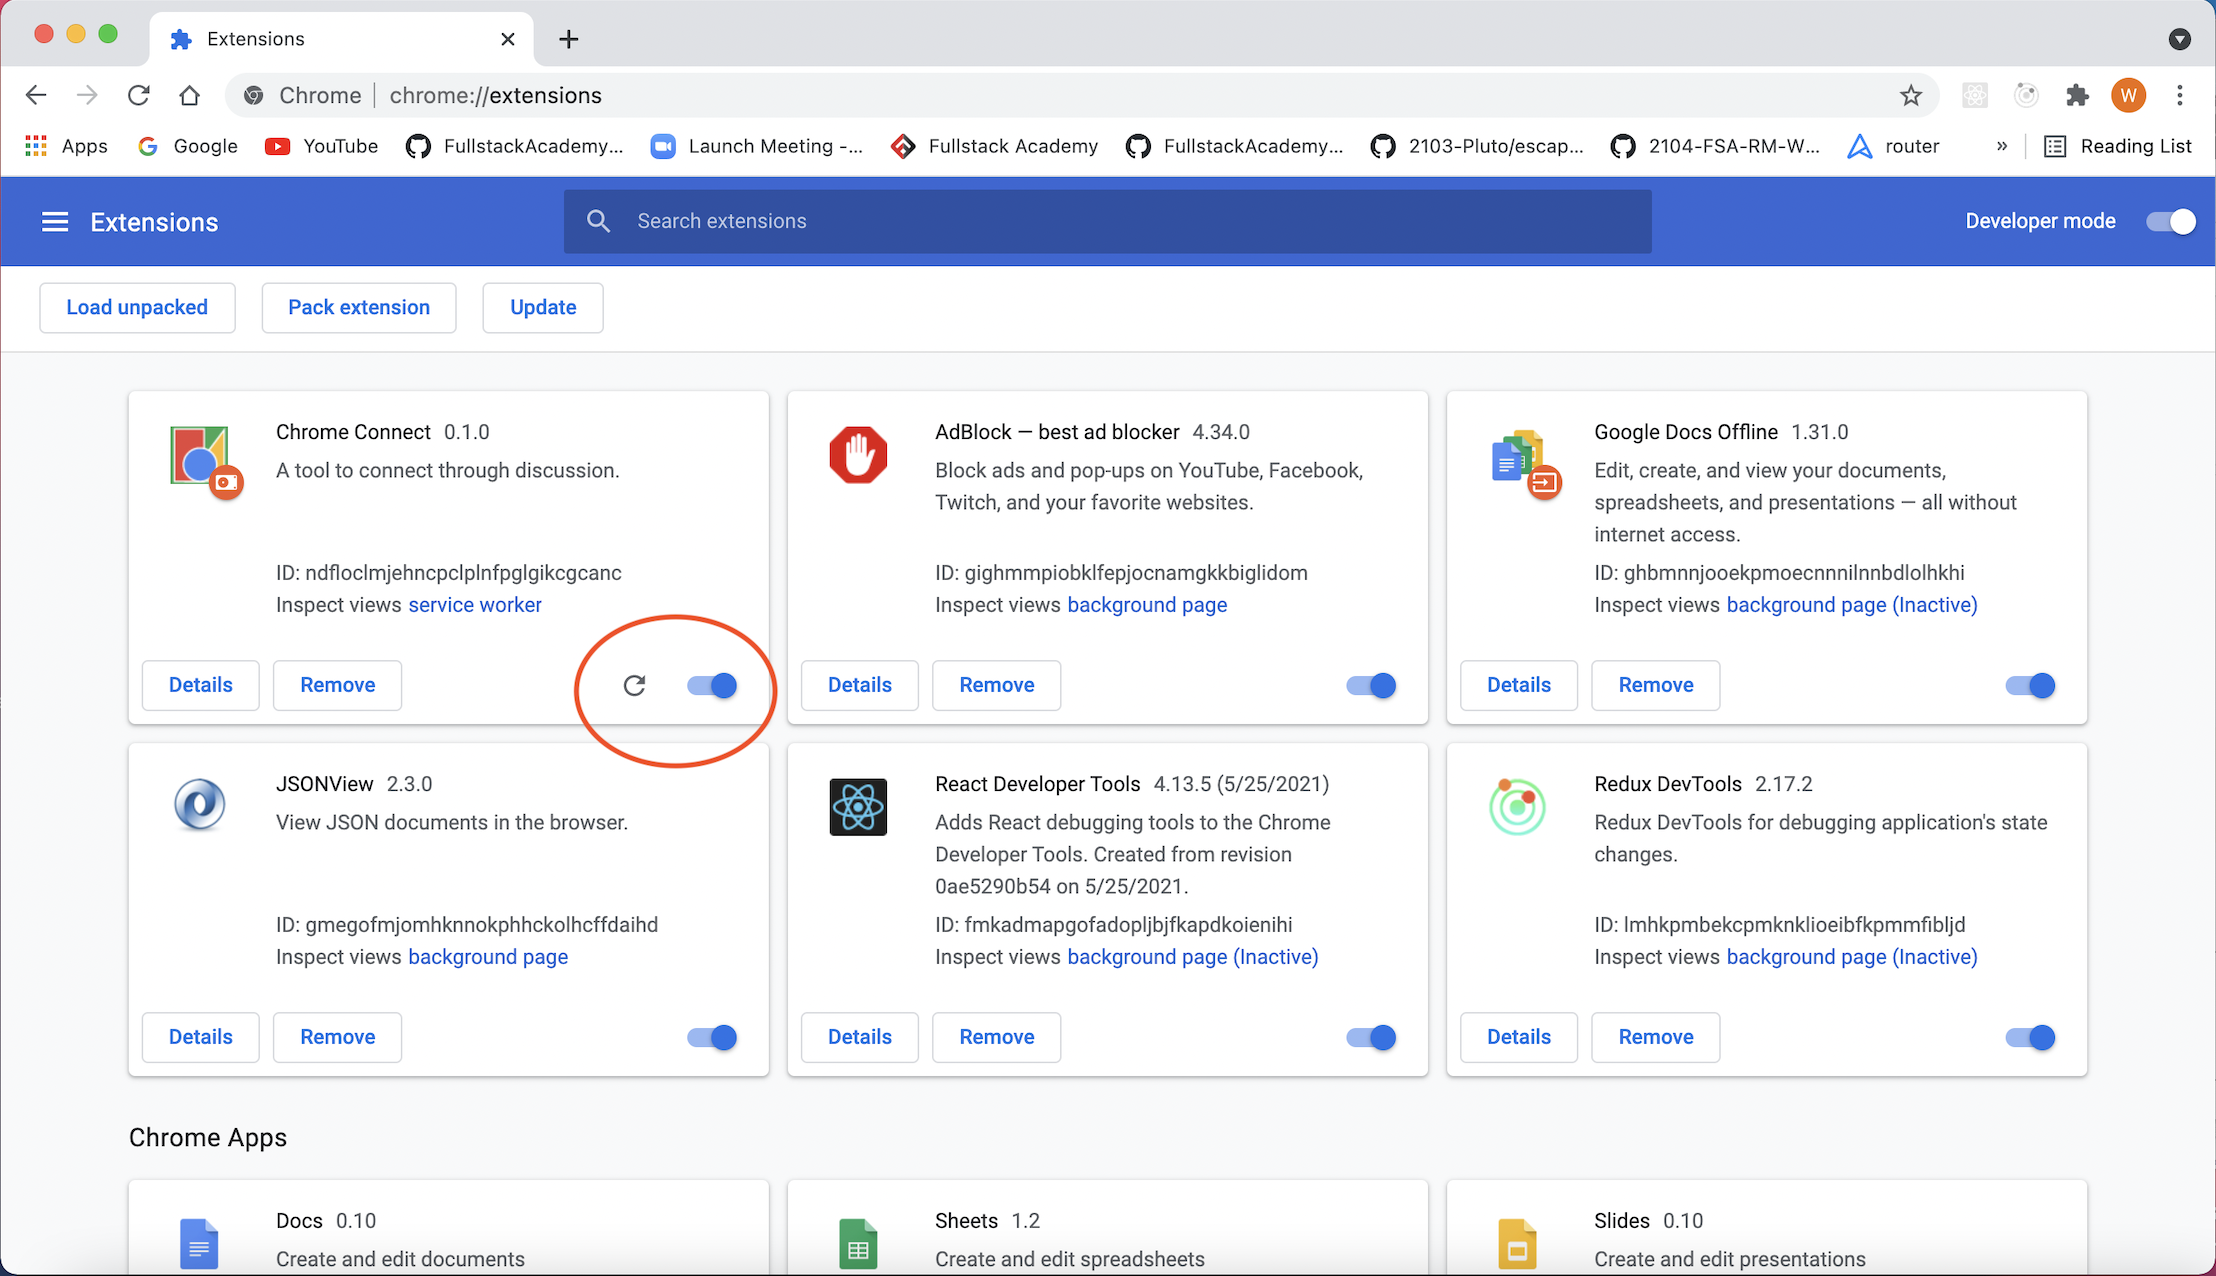 Extensions
Chrome chrome://extensions
W
Apps Google YouTube FullstackAcademy... Launch Meeting -... Fullstack Academy FullstackAcademy... 2103-Pluto/escap... 2104-FSA-RM-W... router » Reading List
Extensions Search extensions Developer mode
Load unpacked Pack extension Update
Chrome Connect 0.1.0
A tool to connect through discussion.
ID: ndfloclmjehncpclplnfpglgikcgcanc
Inspect views service worker
Details Remove
AdBlock — best ad blocker 4.34.0
Block ads and pop-ups on YouTube, Facebook,
Twitch, and your favorite websites.
ID: gighmmpiobklfepjocnamgkkbiglidom
Inspect views background page
Details Remove
Google Docs Offline 1.31.0
Edit, create, and view your documents,
spreadsheets, and presentations — all without
internet access.
ID: ghbmnnjooekpmoecnnnilnnbdlolhkhi
Inspect views background page (Inactive)
Details Remove
JSONView 2.3.0
View JSON documents in the browser.
ID: gmegofmjomhknnokphhckolhcffdaihd
Inspect views background page
Details Remove
React Developer Tools 4.13.5 (5/25/2021)
Adds React debugging tools to the Chrome
Developer Tools. Created from revision
0ae5290b54 on 5/25/2021.
ID: fmkadmapgofadopljbjfkapdkoienihi
Inspect views background page (Inactive)
Details Remove
Redux DevTools 2.17.2
Redux DevTools for debugging application's state
changes.
ID: lmhkpmbekcpmknklioeibfkpmmfibljd
Inspect views background page (Inactive)
Details Remove
Chrome Apps
Docs 0.10
Create and edit documents
Sheets 1.2
Create and edit spreadsheets
Slides 0.10
Create and edit presentations